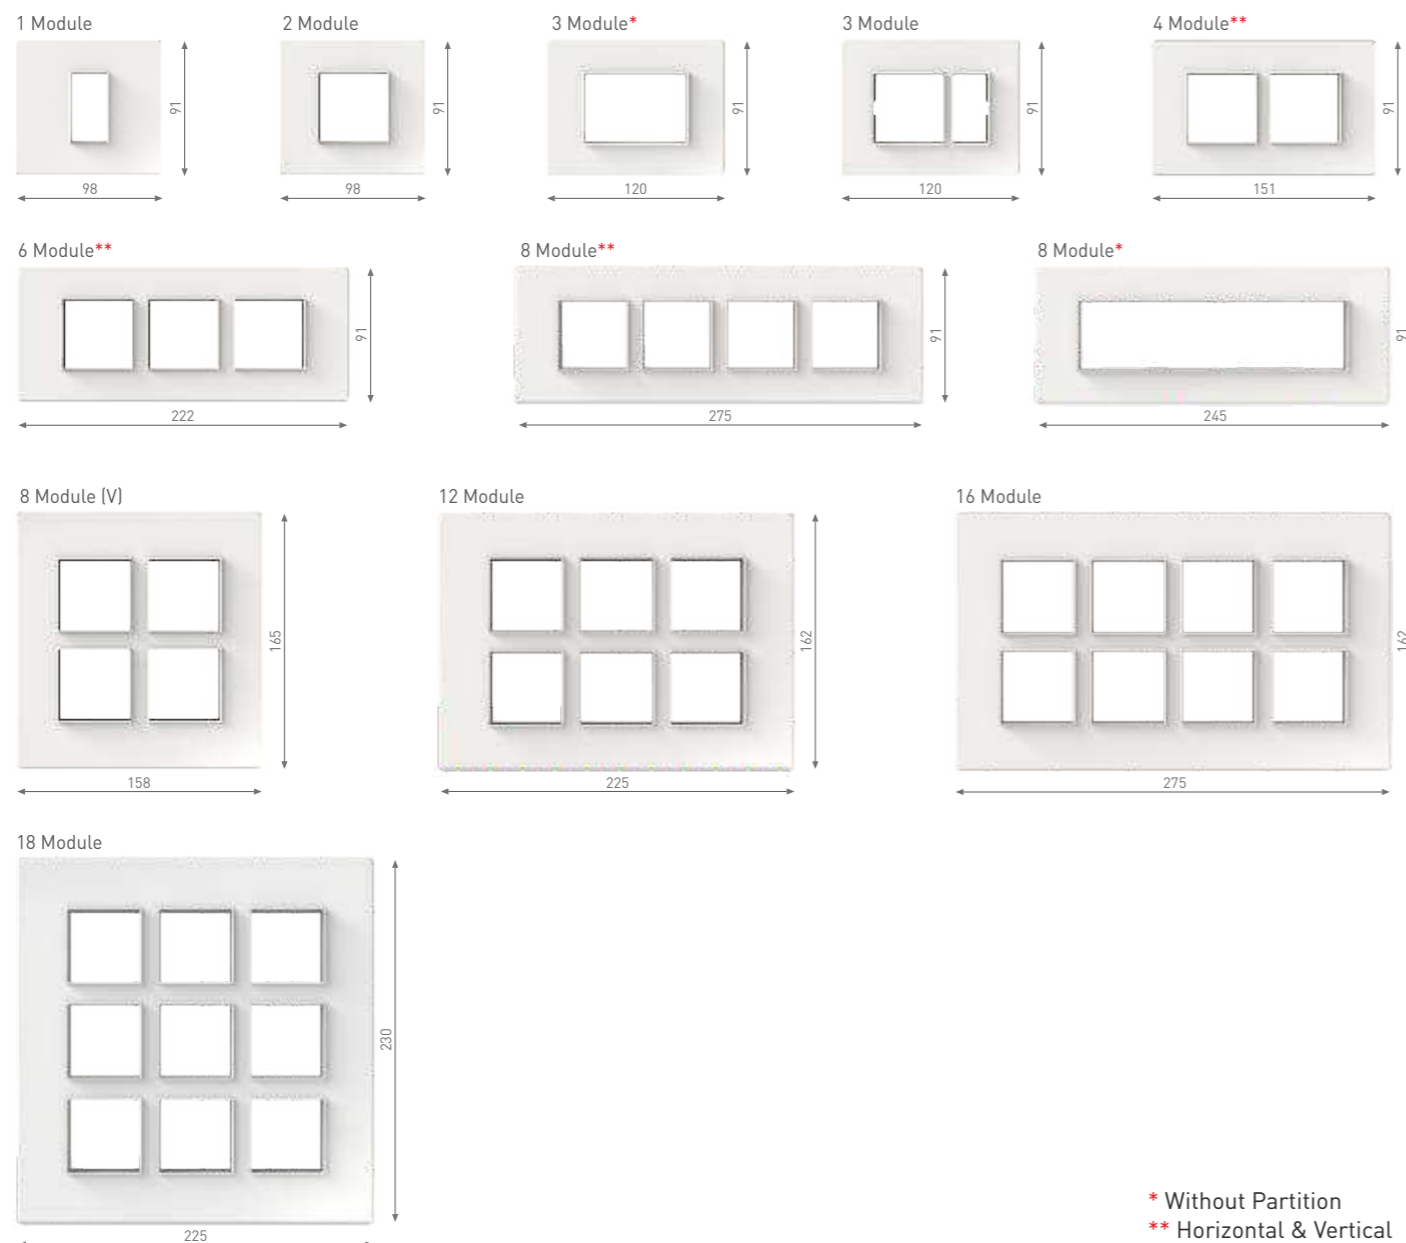 1 Module
2 Module
3 Module*
3 Module
4 Module**
91
91
91
91
91
98
98
120
120
151
6 Module**
8 Module**
8 Module*
91
91
91
222
275
245
8 Module (V)
12 Module
16 Module
165
162
162
158
225
275
18 Module
230
225
* Without Partition
** Horizontal & Vertical